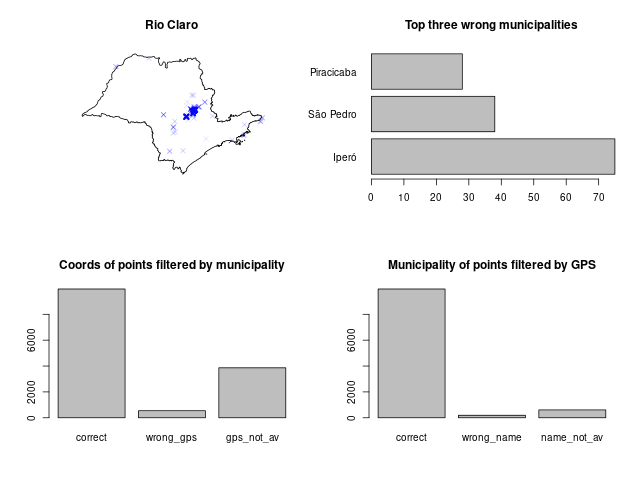 Rio Claro
Top three wrong municipalities
Piracicaba
São Pedro
Iperó
0 10 20 30 40 50 60 70
Coords of points filtered by municipality
6000
2000
0
correct wrong_gps gps_not_av
Municipality of points filtered by GPS
6000
2000
0
correct wrong_name name_not_av